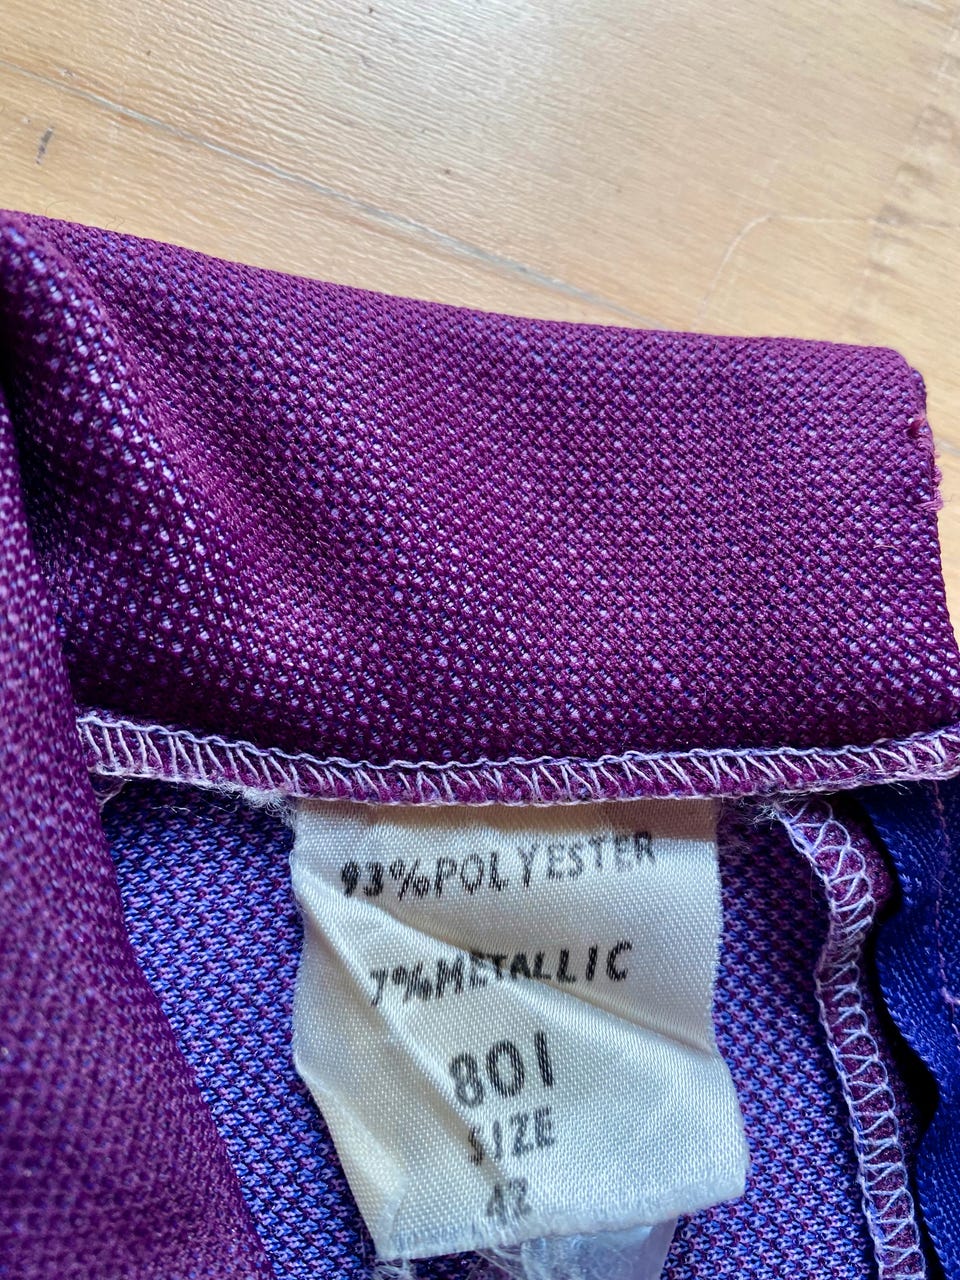 93%POLYESTER
7%METALLIC
801
SIZE
42